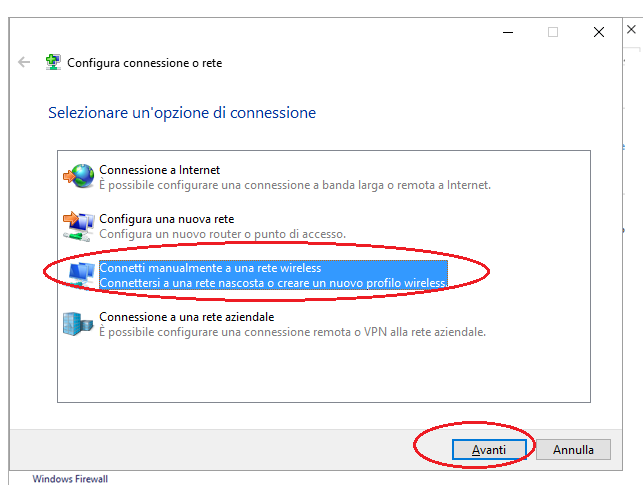 Configura connessione o rete
Selezionare un'opzione di connessione
Connessione a Internet
È possibile configurare una connessione a banda larga o remota a Internet.
Configura una nuova rete
Configura un nuovo router o punto di accesso.
Connetti manualmente a una rete wireless
Connettersi a una rete nascosta o creare un nuovo profilo wireless.
Connessione a una rete aziendale
È possibile configurare una connessione remota o VPN alla rete aziendale.
Avanti
Annulla
Windows Firewall